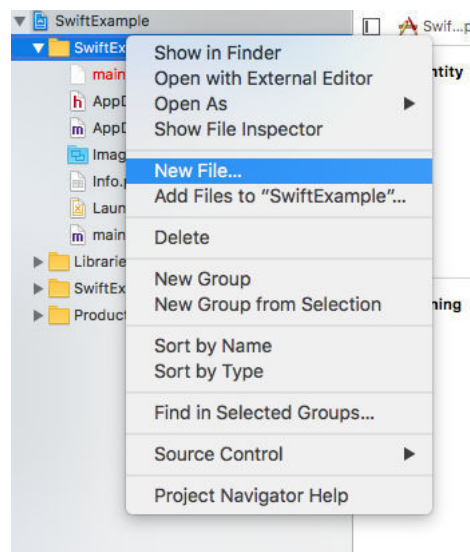 SwiftExample
Swif...p
SwiftEx
ntity
main
AppD
AppD
Imag
Info.p
Laun
main
Librarie
SwiftEx
Product
ning
Show in Finder
Open with External Editor
Open As
Show File Inspector
New File...
Add Files to “SwiftExample”...
Delete
New Group
New Group from Selection
Sort by Name
Sort by Type
Find in Selected Groups...
Source Control
Project Navigator Help